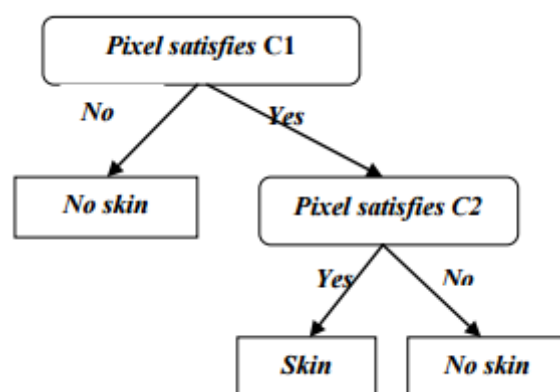 Pixel satisfies C1
No
Yes
No skin
Pixel satisfies C2
Yes
No
Skin
No skin